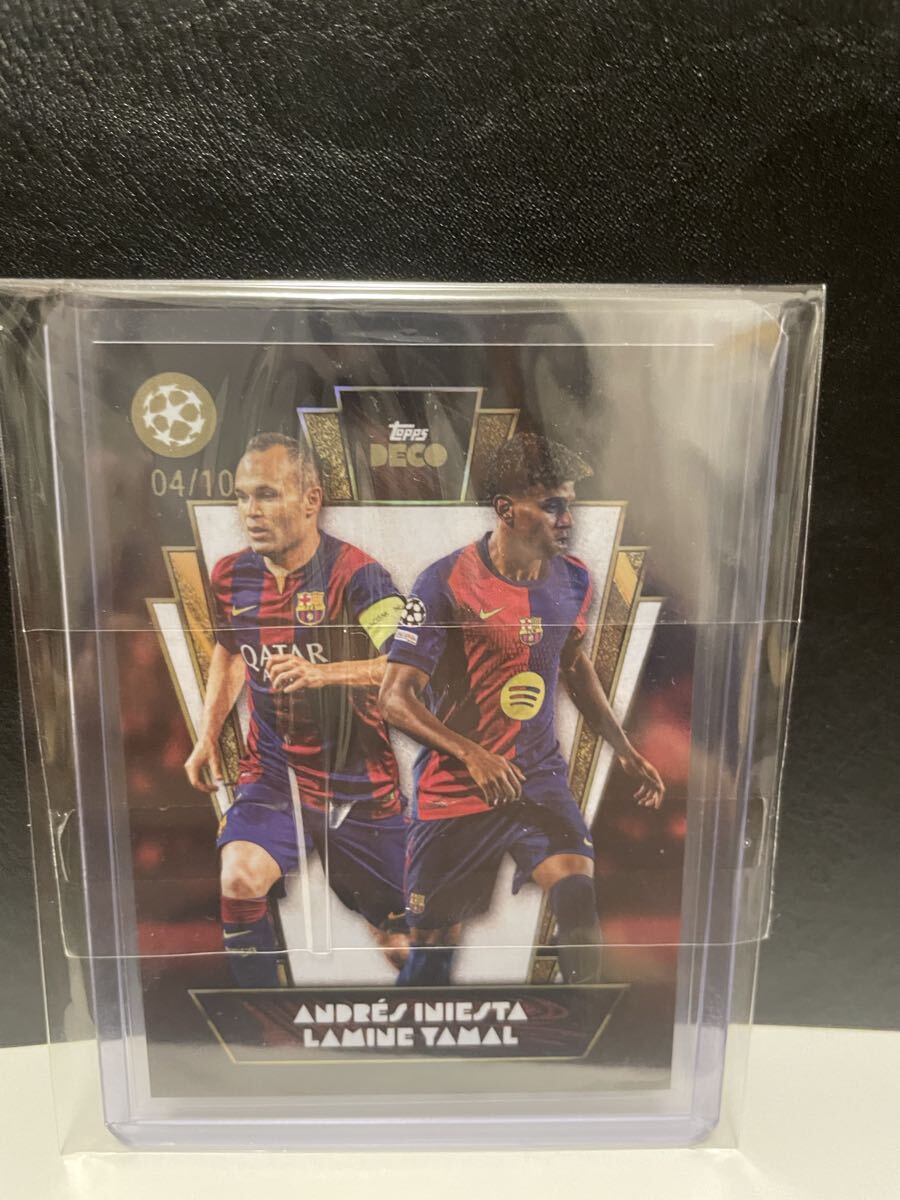 topps
DECO
04/10
QATAR
ANDRÉS INIESTA
LAMINE YAMAL